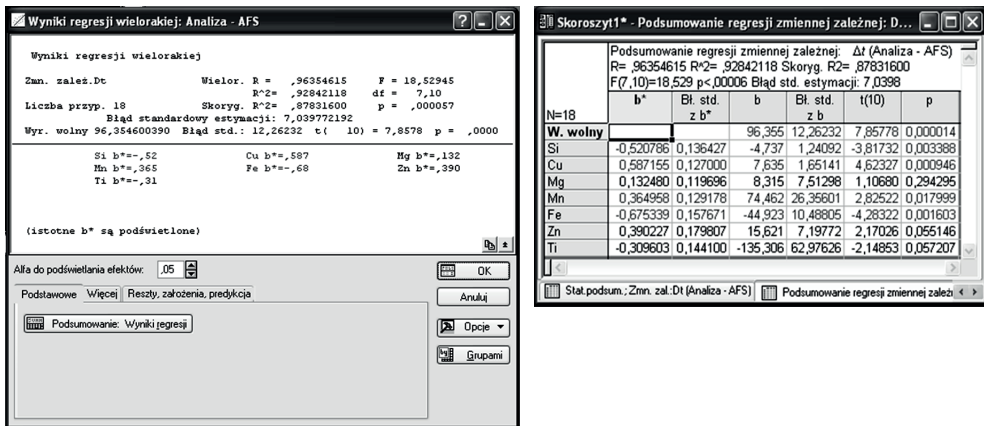 Wyniki regresji wielorakiej: Analiza - AFS
Wyniki regresji wielorakiej
Zmn. zależ.Dt Wielor. R = ,96354615 F = 18,52945
R^2= ,92842118 df = 7,10
Liczba przyp. 18 Skoryg. R^2= ,87831600 p = ,000057
Błąd standardowy estymacji: 7,039772192
Wyr. wolny 96,354600390 Błąd std.: 12,26232 t( 10) = 7,8578 p = ,0000
Si b*=-,52 Cu b*=,587 Mg b*=,132
Mn b*=,365 Fe b*=-,68 Zn b*=,390
Ti b*=-,31
(istotne b* są podświetlone)
Alfa do podświetlania efektów: ,05
OK
Podstawowe Więcej Reszty, założenia, predykcja
Anuluj
Podsumowanie: Wyniki regresji
Opcje
Grupami
Skoroszyt1* - Podsumowanie regresji zmiennej zależnej: D...
Podsumowanie regresji zmiennej zależnej: Δt (Analiza - AFS)
R= ,96354615 R^2= ,92842118 Skoryg. R2= ,87831600
F(7,10)=18,529 p<,00006 Błąd std. estymacji: 7,0398
N=18 b* Bł. std. z b* b Bł. std. z b t(10) p
W. wolny 96,355 12,26232 7,85778 0,000014
Si -0,520786 0,136427 -4,737 1,24092 -3,81732 0,003388
Cu 0,587155 0,127000 7,635 1,65141 4,62327 0,000946
Mg 0,132480 0,119696 8,315 7,51298 1,10680 0,294295
Mn 0,364958 0,129178 74,462 26,35601 2,82522 0,017999
Fe -0,675339 0,157671 -44,923 10,48805 -4,28322 0,001603
Zn 0,390227 0,179807 15,621 7,19772 2,17026 0,055146
Ti -0,309603 0,144100 -135,306 62,97626 -2,14853 0,057207
Stat.podsum.; Zmn. zal.:Dt (Analiza - AFS) Podsumowanie regresji zmiennej zależr